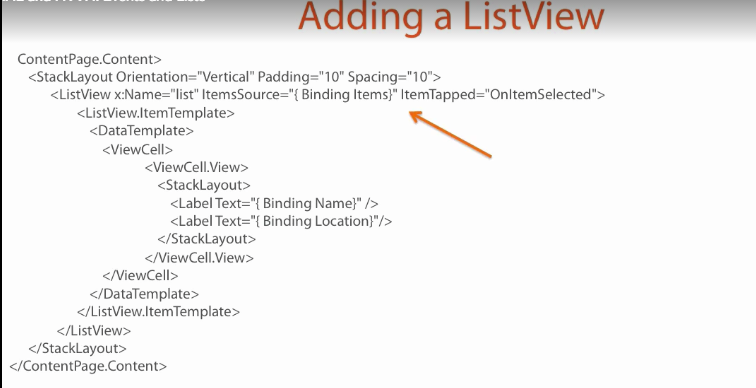 Adding a ListView
ContentPage.Content>
<StackLayout Orientation="Vertical" Padding="10" Spacing="10">
<ListView x:Name="list" ItemsSource="{ Binding Items}" ItemTapped="OnItemSelected">
<ListView.ItemTemplate>
<DataTemplate>
<ViewCell>
<ViewCell.View>
<StackLayout>
<Label Text="{ Binding Name}" />
<Label Text="{ Binding Location}"/>
</StackLayout>
</ViewCell.View>
</ViewCell>
</DataTemplate>
</ListView.ItemTemplate>
</ListView>
</StackLayout>
</ContentPage.Content>